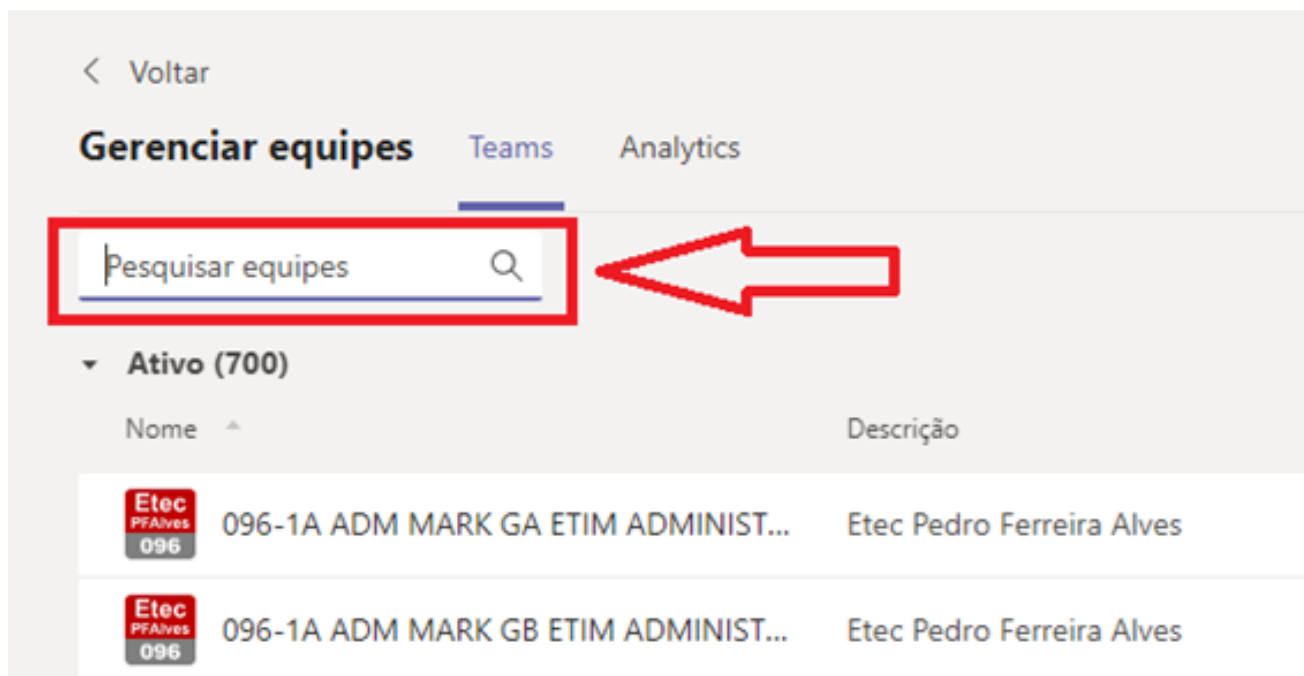 Voltar
Gerenciar equipes Teams Analytics
Pesquisar equipes
Ativo (700)
Nome Descrição
Etec
PFAlves
096
096-1A ADM MARK GA ETIM ADMINIST... Etec Pedro Ferreira Alves
Etec
PFAlves
096
096-1A ADM MARK GB ETIM ADMINIST... Etec Pedro Ferreira Alves